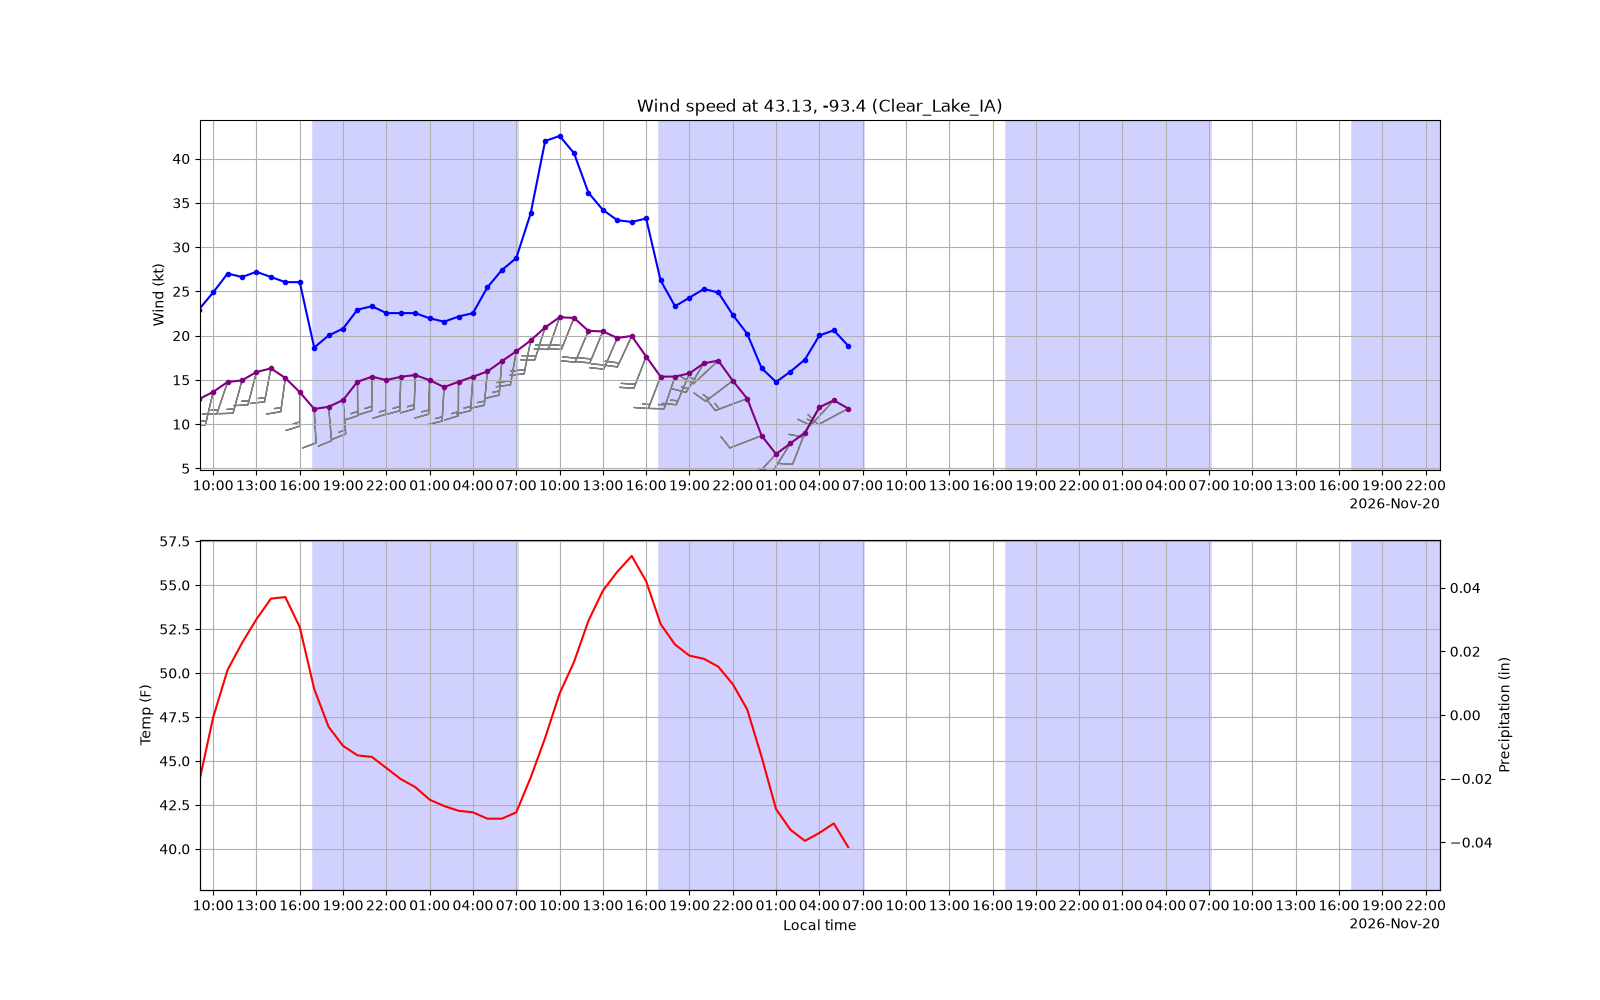 Wind speed at 43.13, -93.4 (Clear_Lake_IA)
Wind (kt)
40
35
30
25
20
15
10
5
10:00 13:00 16:00 19:00 22:00 01:00 04:00 07:00 10:00 13:00 16:00 19:00 22:00 01:00 04:00 07:00 10:00 13:00 16:00 19:00 22:00 01:00 04:00 07:00 10:00 13:00 16:00 19:00 22:00
2026-Nov-20
Temp (F)
57.5
55.0
52.5
50.0
47.5
45.0
42.5
40.0
0.04
0.02
0.00
−0.02
−0.04
Precipitation (in)
10:00 13:00 16:00 19:00 22:00 01:00 04:00 07:00 10:00 13:00 16:00 19:00 22:00 01:00 04:00 07:00 10:00 13:00 16:00 19:00 22:00 01:00 04:00 07:00 10:00 13:00 16:00 19:00 22:00
2026-Nov-20
Local time